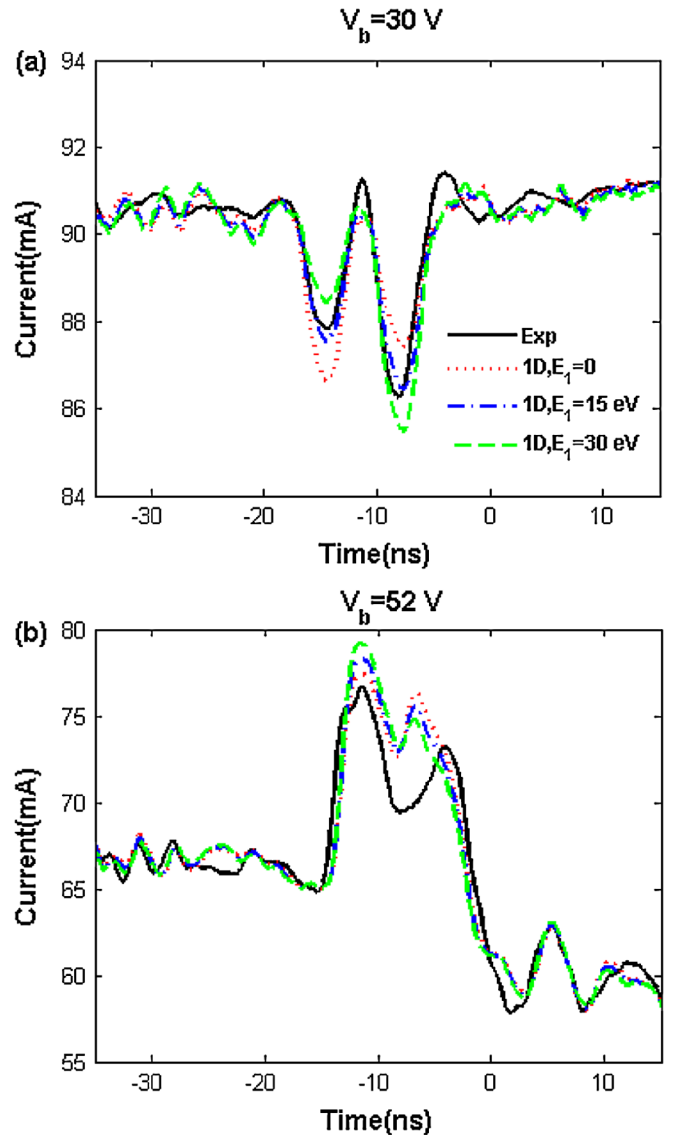 V_b=30 V
(a)
94
92
90
88
86
84
Current(mA)
Exp
1D,E_1=0
1D,E_1=15 eV
1D,E_1=30 eV
-30
-20
-10
0
10
Time(ns)
V_b=52 V
(b)
80
75
70
65
60
55
Current(mA)
-30
-20
-10
0
10
Time(ns)